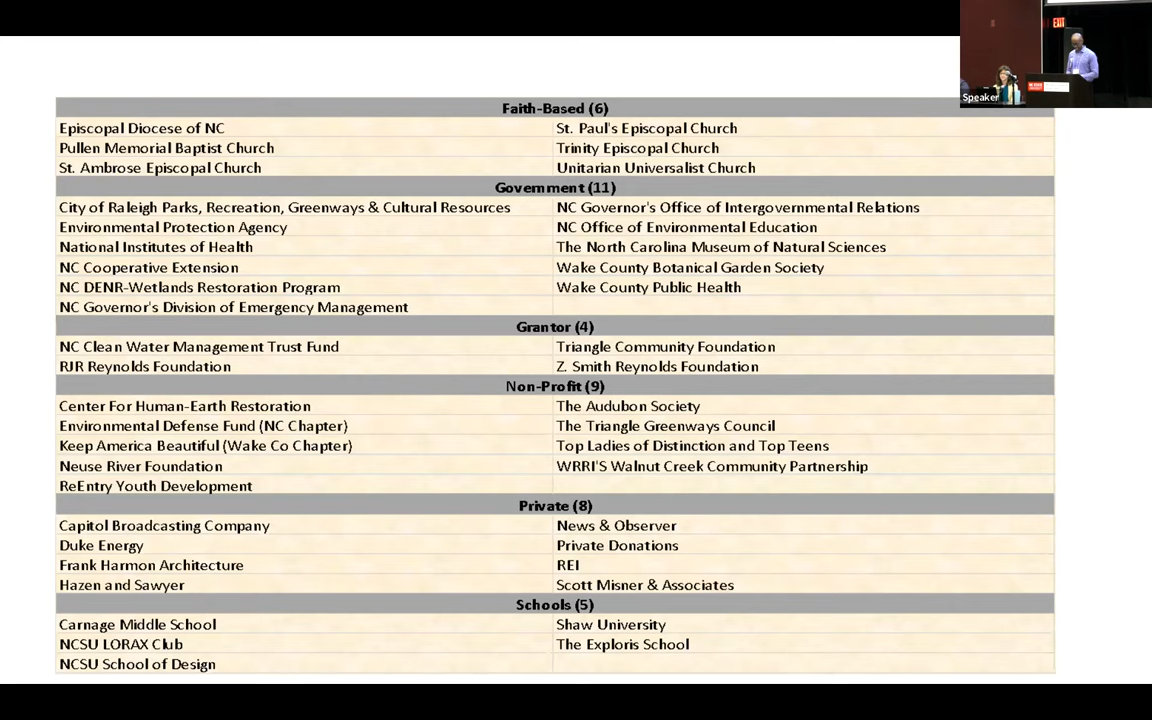 EXIT
Speaker
Faith-Based (6)
Episcopal Diocese of NC St. Paul's Episcopal Church
Pullen Memorial Baptist Church Trinity Episcopal Church
St. Ambrose Episcopal Church Unitarian Universalist Church
Government (11)
City of Raleigh Parks, Recreation, Greenways & Cultural Resources NC Governor's Office of Intergovernmental Relations
Environmental Protection Agency NC Office of Environmental Education
National Institutes of Health The North Carolina Museum of Natural Sciences
NC Cooperative Extension Wake County Botanical Garden Society
NC DENR-Wetlands Restoration Program Wake County Public Health
NC Governor's Division of Emergency Management
Grantor (4)
NC Clean Water Management Trust Fund Triangle Community Foundation
RJR Reynolds Foundation Z. Smith Reynolds Foundation
Non-Profit (9)
Center For Human-Earth Restoration The Audubon Society
Environmental Defense Fund (NC Chapter) The Triangle Greenways Council
Keep America Beautiful (Wake Co Chapter) Top Ladies of Distinction and Top Teens
Neuse River Foundation WRRI'S Walnut Creek Community Partnership
ReEntry Youth Development
Private (8)
Capitol Broadcasting Company News & Observer
Duke Energy Private Donations
Frank Harmon Architecture REI
Hazen and Sawyer Scott Misner & Associates
Schools (5)
Carnage Middle School Shaw University
NCSU LORAX Club The Exploris School
NCSU School of Design